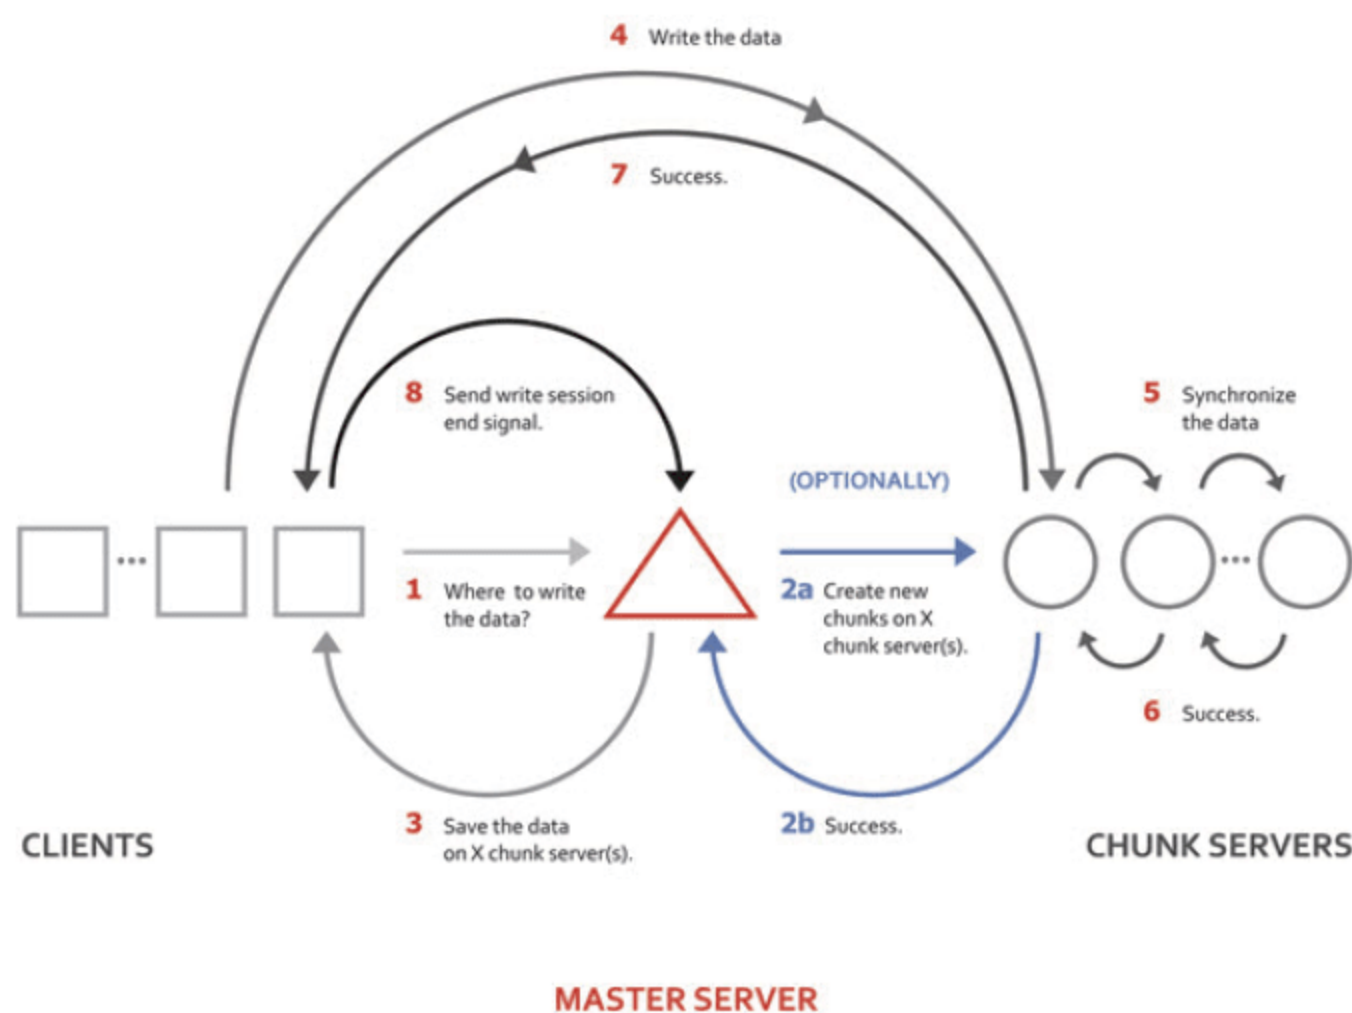 4 Write the data
7 Success.
8 Send write session
end signal.
5 Synchronize
the data
(OPTIONALLY)
1 Where to write
the data?
2a Create new
chunks on X
chunk server(s).
6 Success.
3 Save the data
on X chunk server(s).
2b Success.
CLIENTS
CHUNK SERVERS
MASTER SERVER